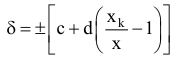 δ = ±[c + d(x_k/x − 1)]